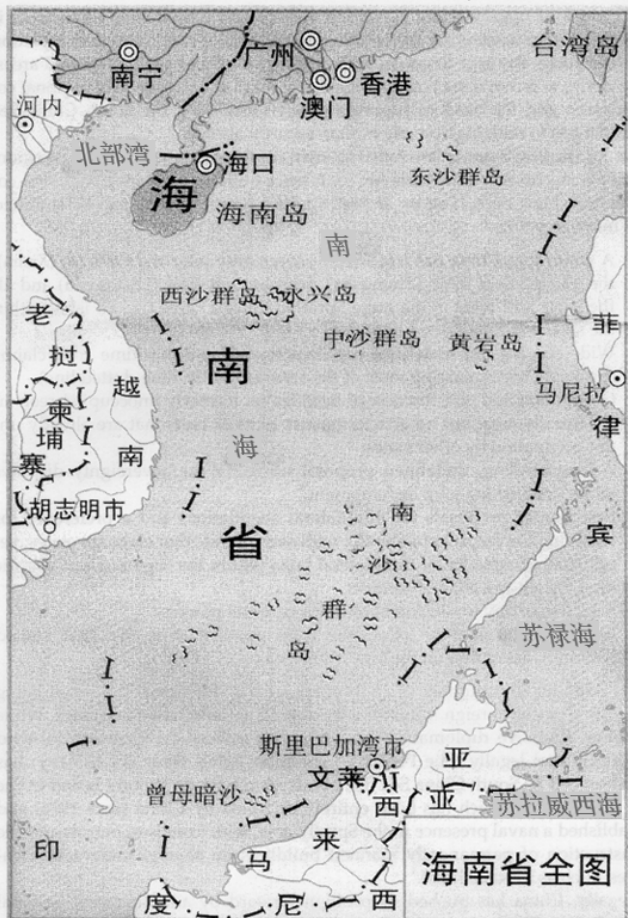 广州
台湾岛
南宁
香港
澳门
河内
北部湾
海口
东沙群岛
海
海南岛
南
西沙群岛
永兴岛
老挝
中沙群岛
黄岩岛
菲律宾
南
马尼拉
越南
柬埔寨
海
胡志明市
南沙群岛
省
苏禄海
斯里巴加湾市
文莱
马来西亚
曾母暗沙
苏拉威西海
印度尼西亚
海南省全图